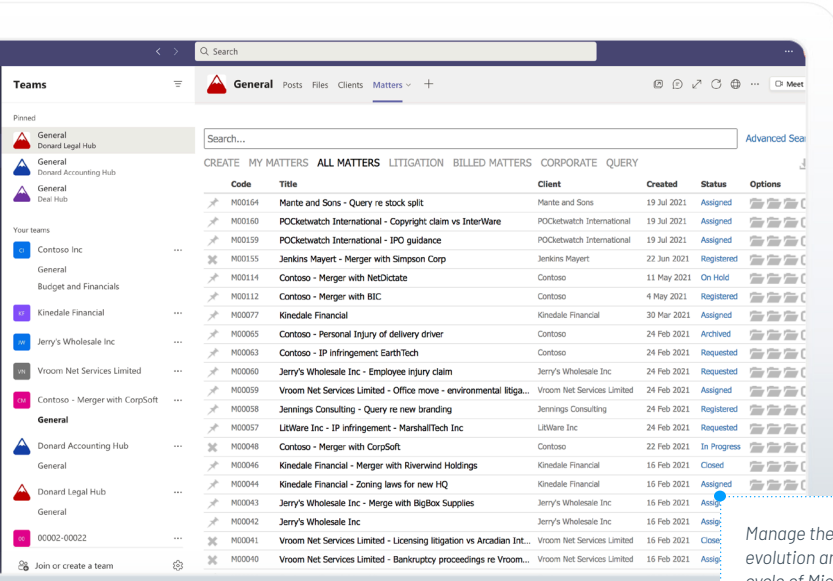 Search
Teams
General Posts Files Clients Matters
Meet
Pinned
General
Donard Legal Hub
General
Donard Accounting Hub
General
Deal Hub
Your teams
CI Contoso Inc
General
Budget and Financials
KF Kinedale Financial
JW Jerry's Wholesale Inc
VN Vroom Net Services Limited
CM Contoso - Merger with CorpSoft
General
Donard Accounting Hub
General
Donard Legal Hub
General
00002-00022
Join or create a team
Search...
Advanced Sear
CREATE MY MATTERS ALL MATTERS LITIGATION BILLED MATTERS CORPORATE QUERY
Code Title Client Created Status Options
M00164 Mante and Sons - Query re stock split Mante and Sons 19 Jul 2021 Assigned
M00160 POCketwatch International - Copyright claim vs InterWare POCketwatch International 19 Jul 2021 Assigned
M00159 POCketwatch International - IPO guidance POCketwatch International 19 Jul 2021 Assigned
M00155 Jenkins Mayert - Merger with Simpson Corp Jenkins Mayert 22 Jun 2021 Registered
M00114 Contoso - Merger with NetDictate Contoso 11 May 2021 On Hold
M00112 Contoso - Merger with BIC Contoso 4 May 2021 Registered
M00077 Kinedale Financial Kinedale Financial 30 Mar 2021 Assigned
M00065 Contoso - Personal Injury of delivery driver Contoso 24 Feb 2021 Archived
M00063 Contoso - IP infringement EarthTech Contoso 24 Feb 2021 Requested
M00060 Jerry's Wholesale Inc - Employee injury claim Jerry's Wholesale Inc 24 Feb 2021 Requested
M00059 Vroom Net Services Limited - Office move - environmental litiga... Vroom Net Services Limited 24 Feb 2021 Assigned
M00058 Jennings Consulting - Query re new branding Jennings Consulting 24 Feb 2021 Registered
M00057 LitWare Inc - IP infringement - MarshallTech Inc LitWare Inc 24 Feb 2021 Requested
M00048 Contoso - Merger with CorpSoft Contoso 22 Feb 2021 In Progress
M00046 Kinedale Financial - Merger with Riverwind Holdings Kinedale Financial 16 Feb 2021 Closed
M00044 Kinedale Financial - Zoning laws for new HQ Kinedale Financial 16 Feb 2021 Assigned
M00043 Jerry's Wholesale Inc - Merge with BigBox Supplies Jerry's Wholesale Inc 16 Feb 2021 Assig
M00042 Jerry's Wholesale Inc Jerry's Wholesale Inc 16 Feb 2021 Assig
M00041 Vroom Net Services Limited - Licensing litigation vs Arcadian Int... Vroom Net Services Limited 16 Feb 2021 Close
M00040 Vroom Net Services Limited - Bankruptcy proceedings re Vroom... Vroom Net Services Limited 16 Feb 2021 Assig
Manage the
evolution an
cycle of Mic